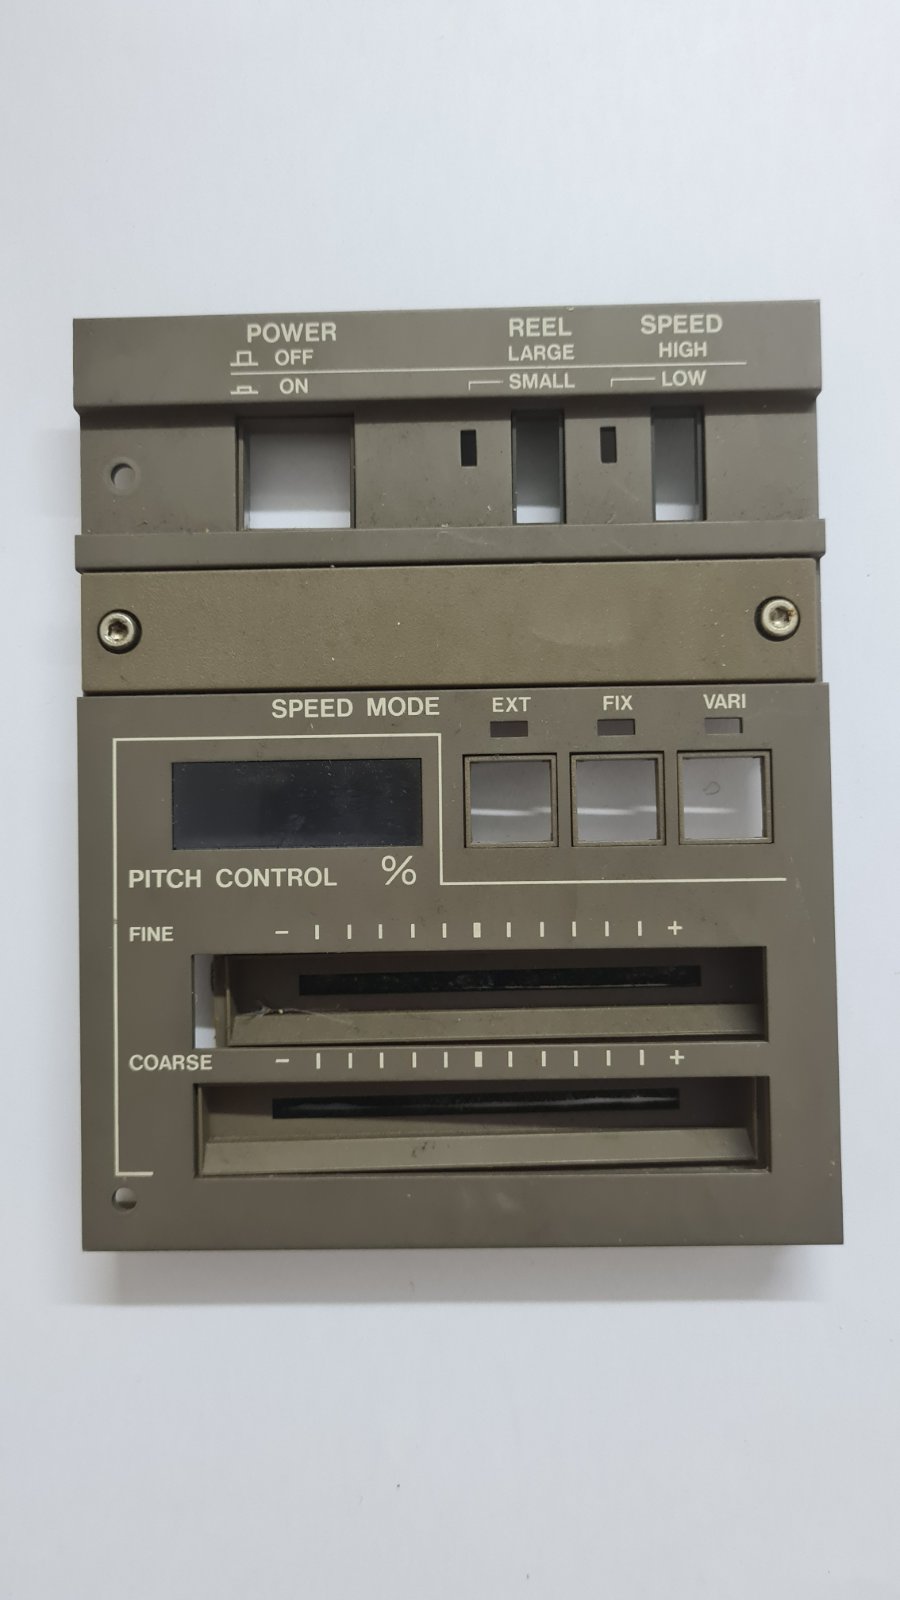 POWER
OFF
ON
REEL
LARGE
SMALL
SPEED
HIGH
LOW
SPEED MODE
EXT
FIX
VARI
PITCH CONTROL %
FINE
- +
COARSE
- +